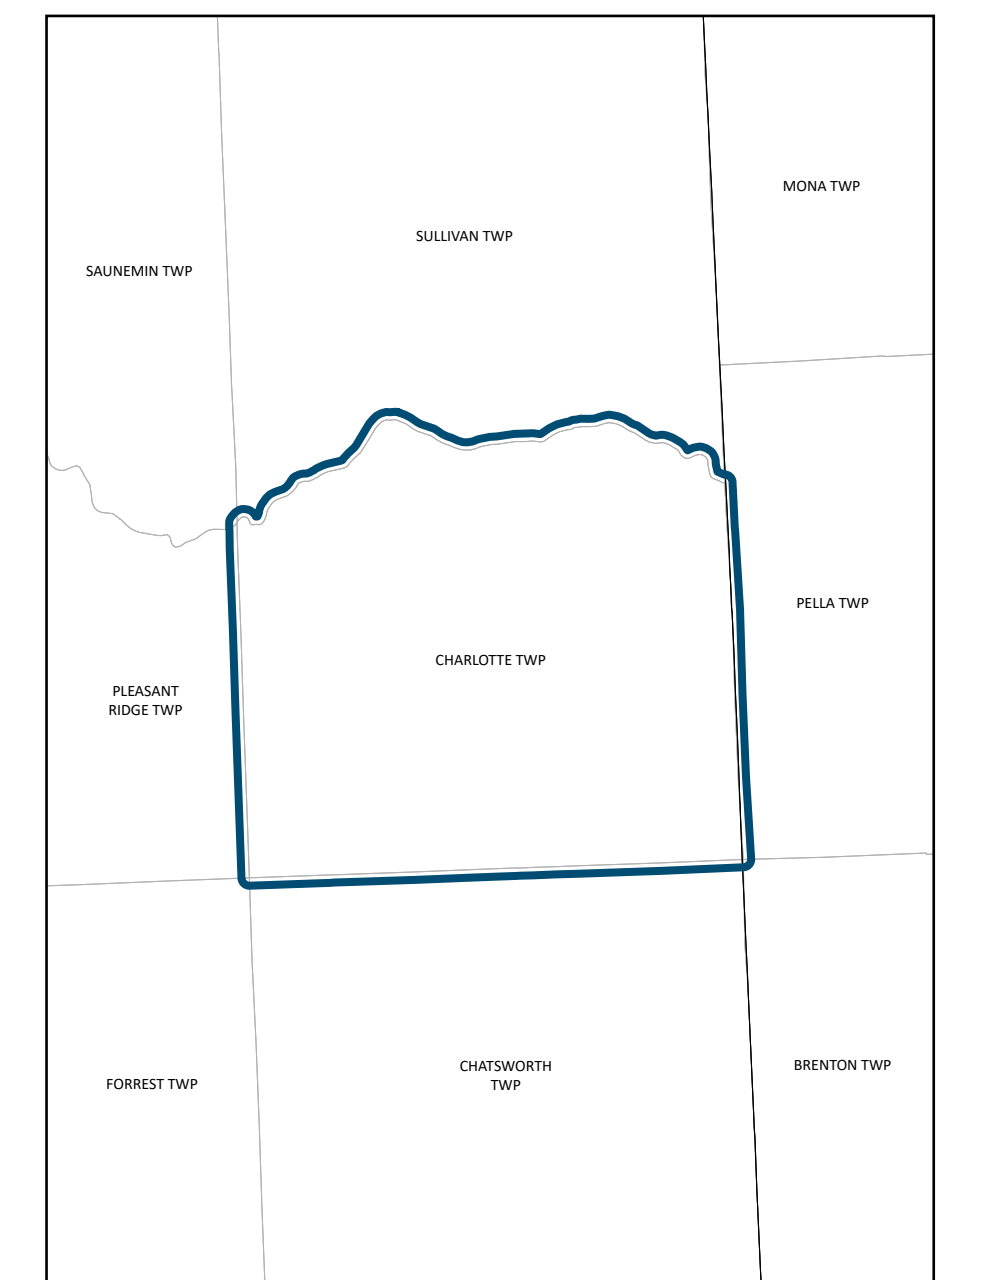 MONA TWP
SULLIVAN TWP
SAUNEMIN TWP
PELLA TWP
CHARLOTTE TWP
PLEASANT
RIDGE TWP
CHATSWORTH
TWP
BRENTON TWP
FORREST TWP